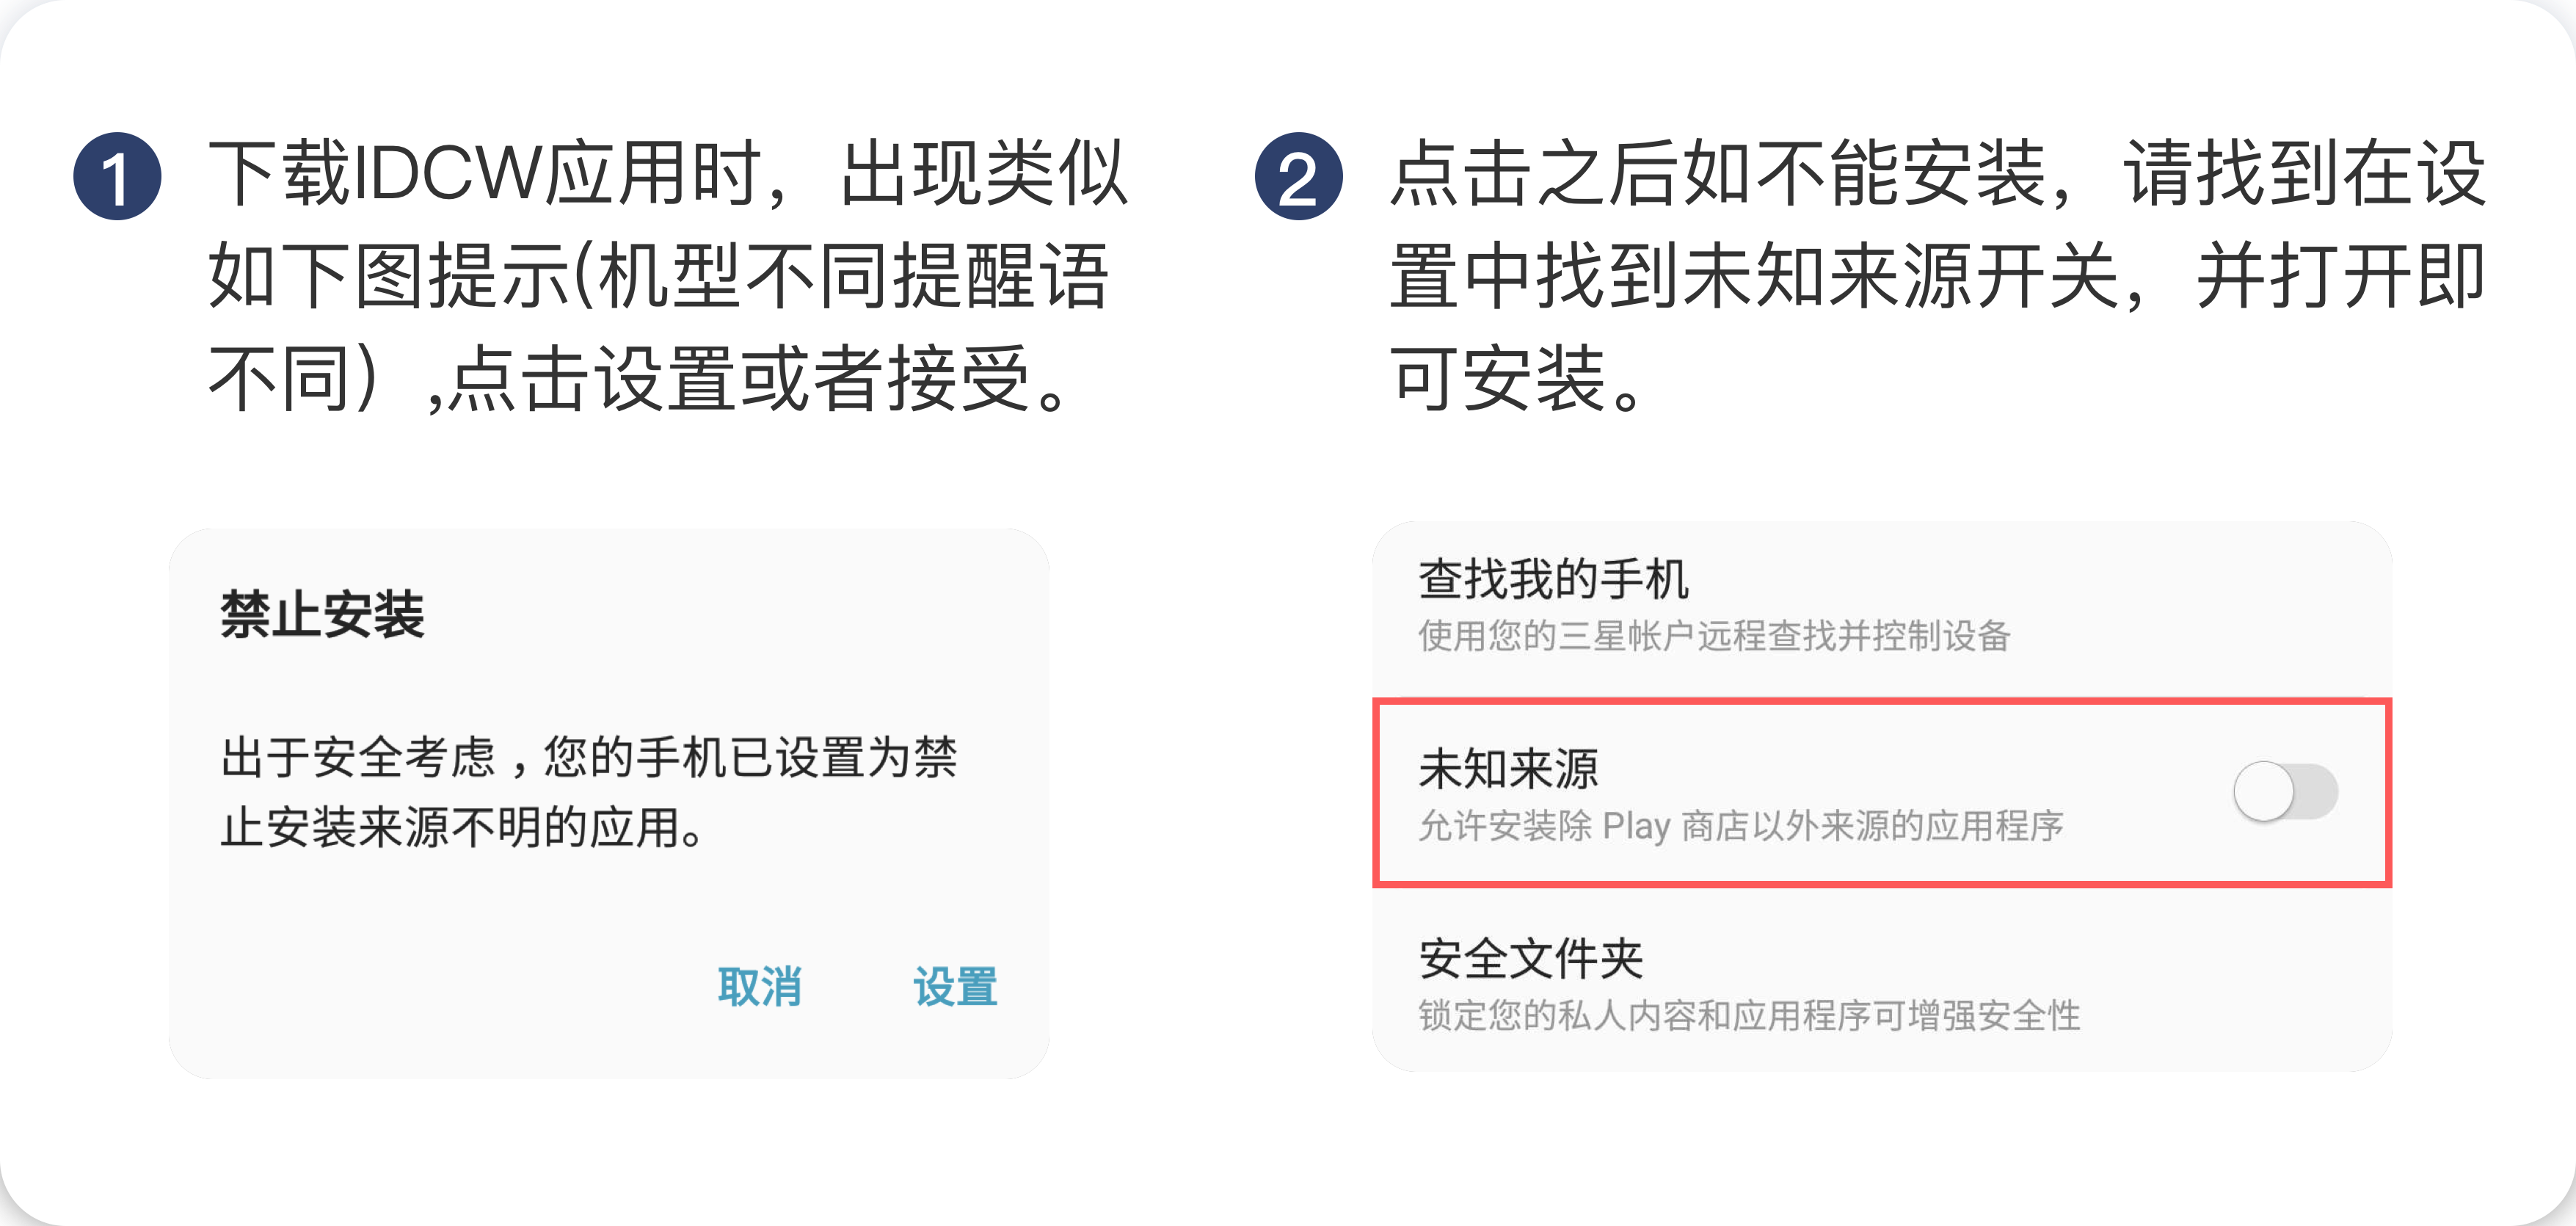 1 下载IDCW应用时，出现类似
如下图提示(机型不同提醒语
不同）,点击设置或者接受。
禁止安装
出于安全考虑，您的手机已设置为禁
止安装来源不明的应用。
取消 设置
2 点击之后如不能安装，请找到在设
置中找到未知来源开关，并打开即
可安装。
查找我的手机
使用您的三星帐户远程查找并控制设备
未知来源
允许安装除 Play 商店以外来源的应用程序
安全文件夹
锁定您的私人内容和应用程序可增强安全性